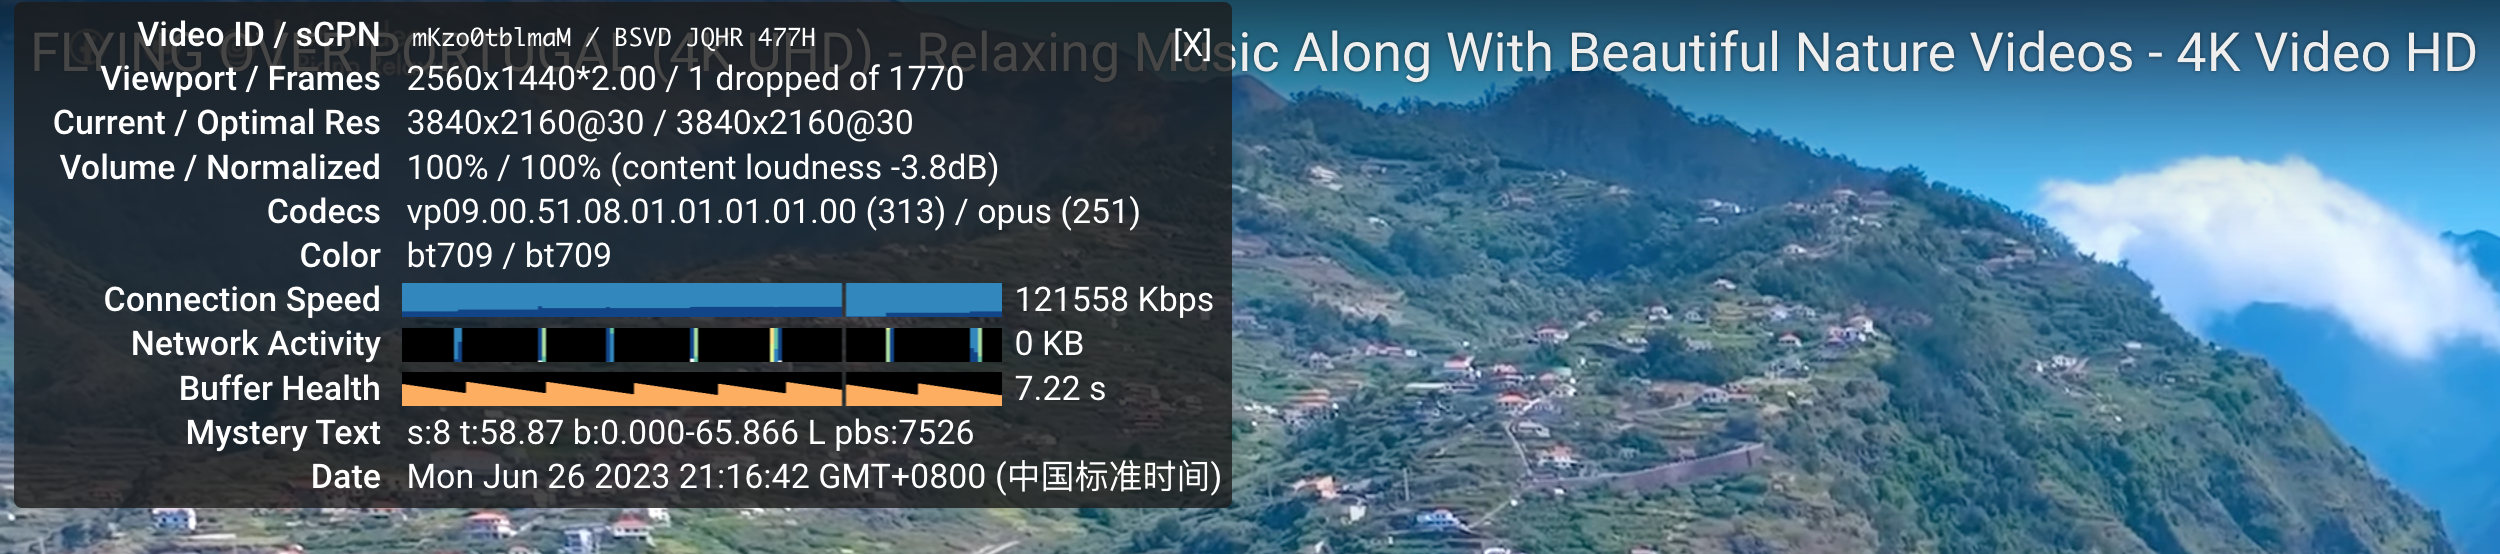 FLYING OVER PORTUGAL (4K UHD) - Relaxing Music Along With Beautiful Nature Videos - 4K Video HD
[X]
Video ID / sCPN mKzo0tblmaM / BSVD JQHR 477H
Viewport / Frames 2560x1440*2.00 / 1 dropped of 1770
Current / Optimal Res 3840x2160@30 / 3840x2160@30
Volume / Normalized 100% / 100% (content loudness -3.8dB)
Codecs vp09.00.51.08.01.01.01.01.00 (313) / opus (251)
Color bt709 / bt709
Connection Speed 121558 Kbps
Network Activity 0 KB
Buffer Health 7.22 s
Mystery Text s:8 t:58.87 b:0.000-65.866 L pbs:7526
Date Mon Jun 26 2023 21:16:42 GMT+0800 (中国标准时间)